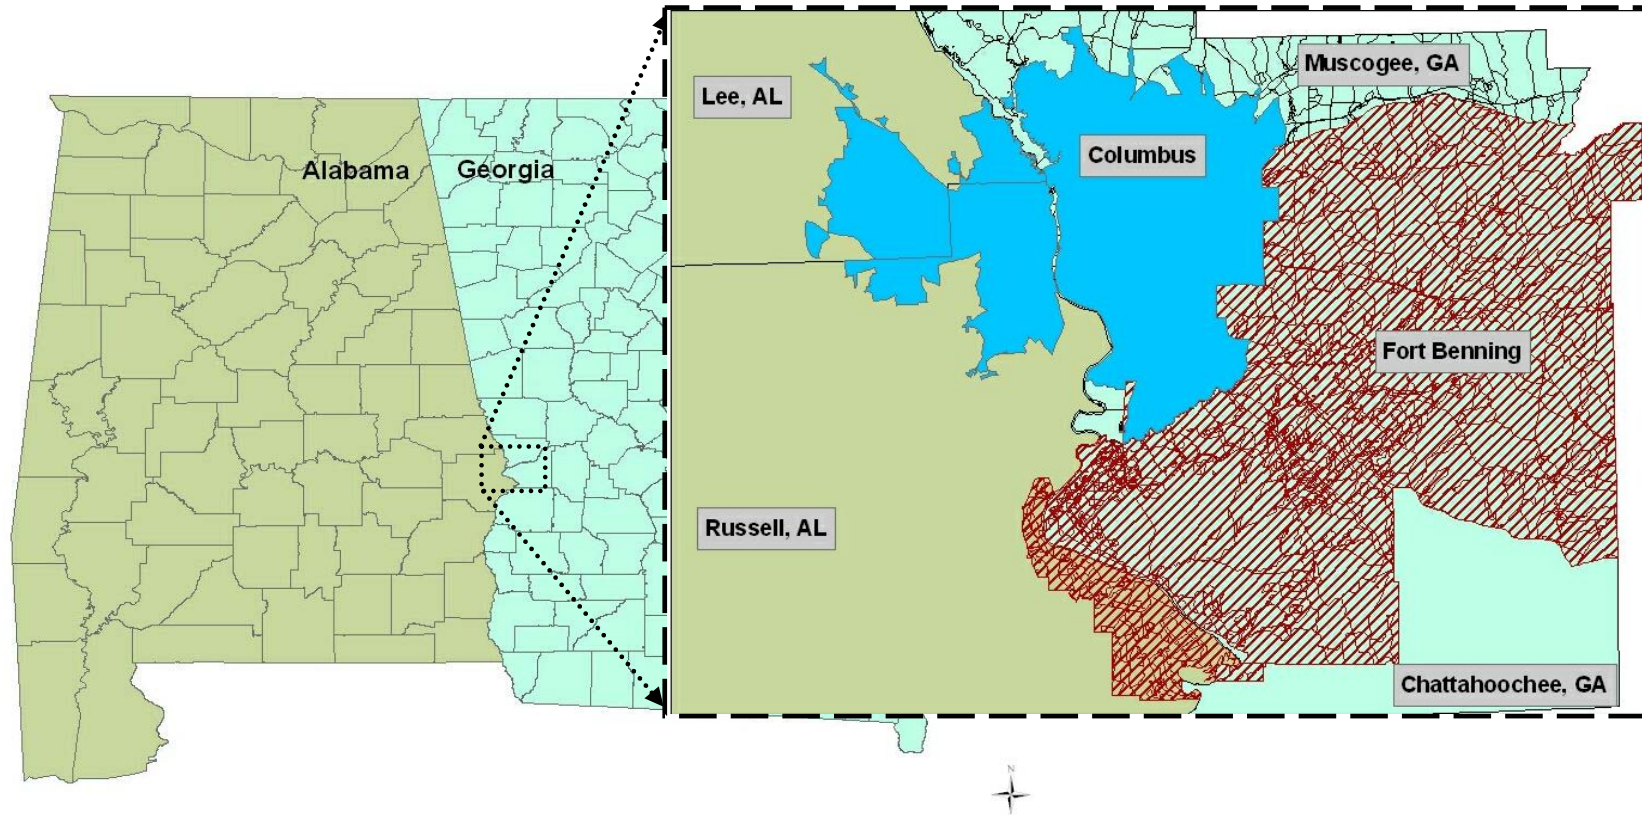 Alabama
Georgia
Lee, AL
Muscogee, GA
Columbus
Fort Benning
Russell, AL
Chattahoochee, GA
N